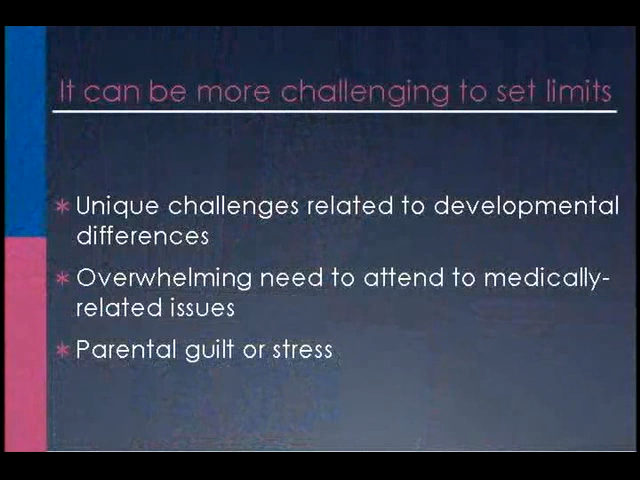 It can be more challenging to set limits
* Unique challenges related to developmental
differences
* Overwhelming need to attend to medically-
related issues
* Parental guilt or stress